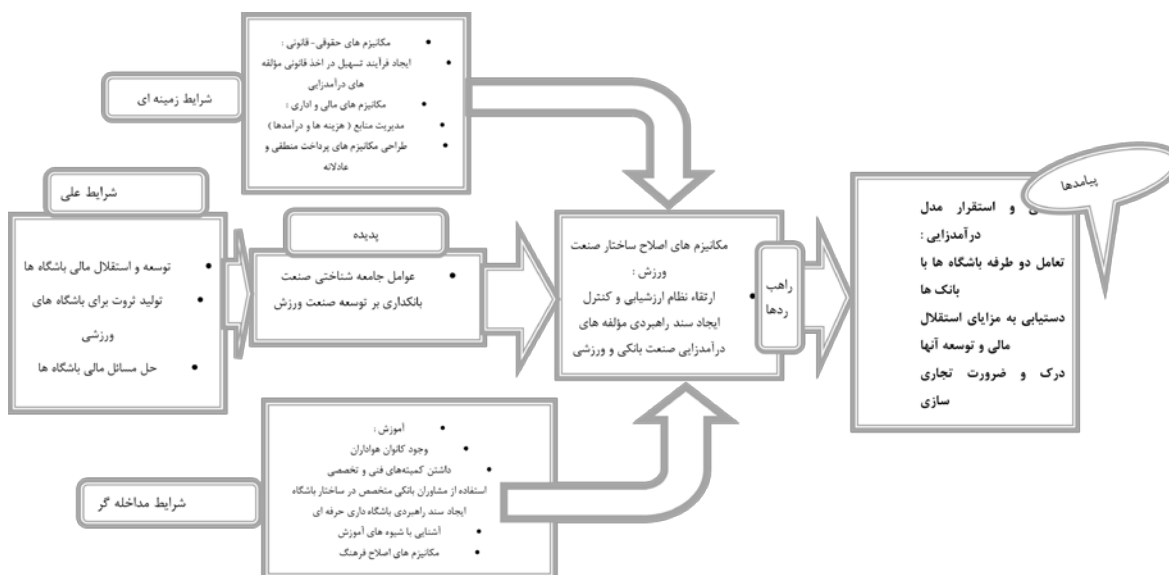 شرایط زمینه ای
مکانیزم های حقوقی- قانونی :
ایجاد فرآیند تسهیل در اخذ قانونی مؤلفه
های درآمدزایی
مکانیزم های مالی و اداری :
مدیریت منابع ( هزینه ها و درآمدها )
طراحی مکانیزم های پرداخت منطقی و
عادلانه
شرایط علی
توسعه و استقلال مالی باشگاه ها
تولید ثروت برای باشگاه های
ورزشی
حل مسائل مالی باشگاه ها
پدیده
عوامل جامعه شناختی صنعت
بانکداری بر توسعه صنعت ورزش
مکانیزم های اصلاح ساختار صنعت
ورزش :
ارتقاء نظام ارزشیابی و کنترل
ایجاد سند راهبردی مؤلفه های
درآمدزایی صنعت بانکی و ورزشی
راهب
ردها
پیامدها
و استقرار مدل
درآمدزایی :
تعامل دو طرفه باشگاه ها با
بانک ها
دستیابی به مزایای استقلال
مالی و توسعه آنها
درک و ضرورت تجاری
سازی
شرایط مداخله گر
آموزش :
وجود کانوان هواداران
داشتن کمیته‌های فنی و تخصصی
استفاده از مشاوران بانکی متخصص در ساختار باشگاه
ایجاد سند راهبردی باشگاه داری حرفه ای
آشنایی با شیوه های آموزش
مکانیزم های اصلاح فرهنگ